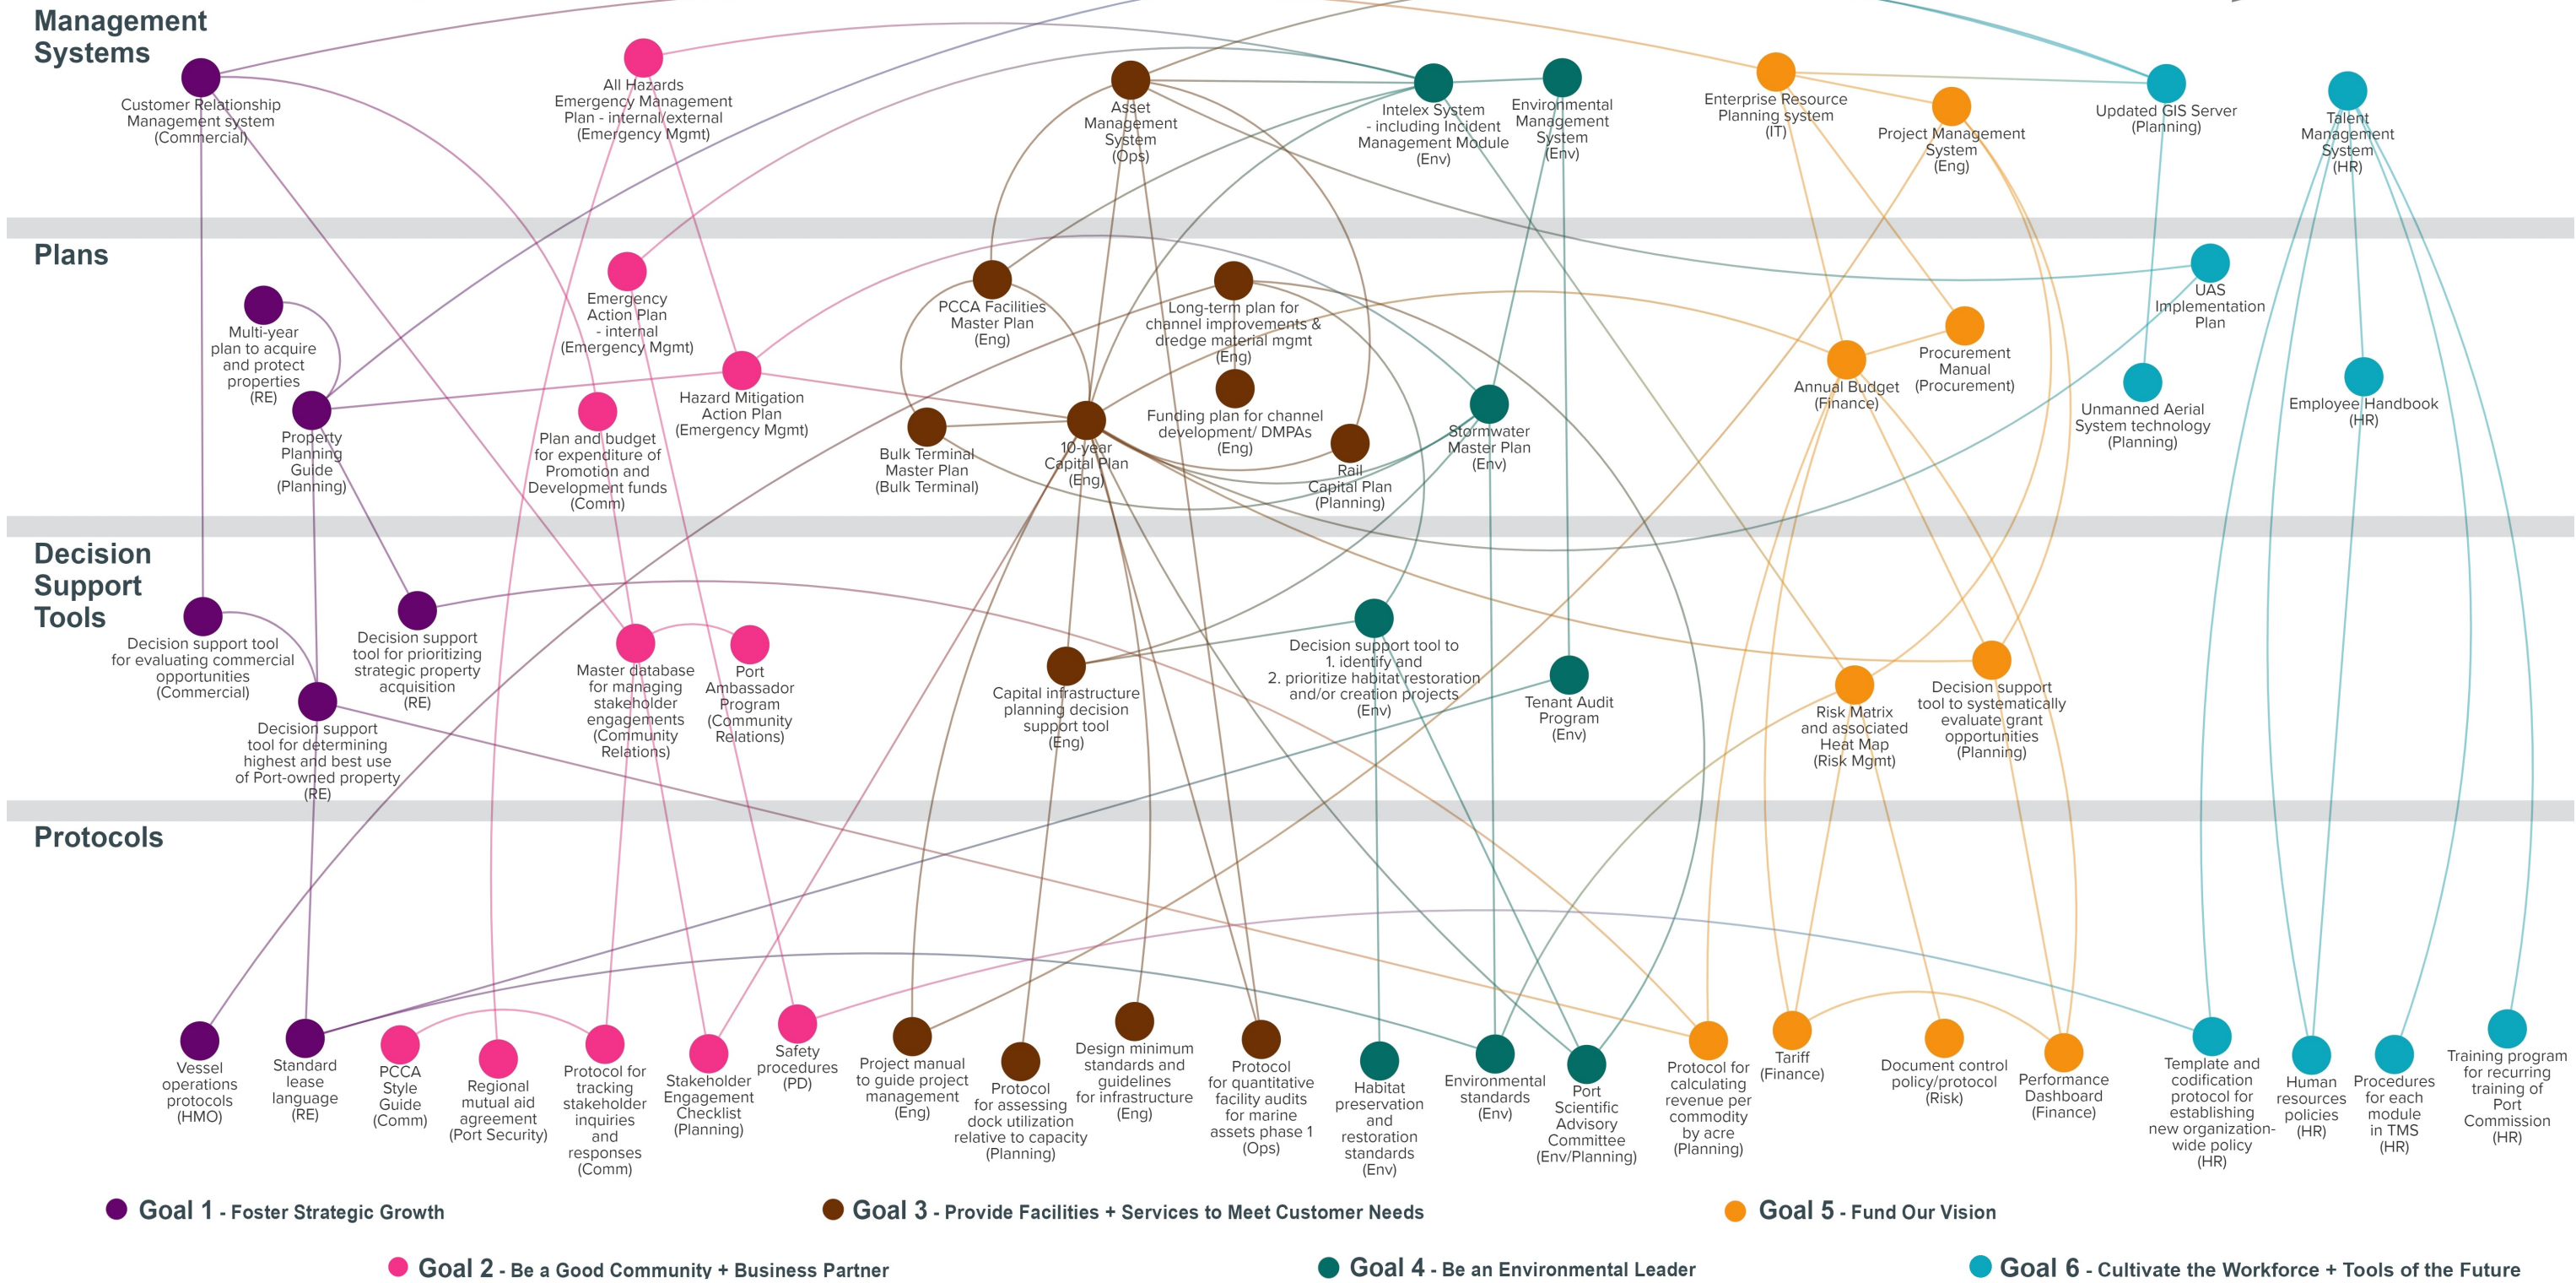 Management
Systems
Customer Relationship
Management system
(Commercial)
All Hazards
Emergency Management
Plan - internal/external
(Emergency Mgmt)
Asset
Management
System
(Ops)
Intelex System
- including Incident
Management Module
(Env)
Environmental
Management
System
(Env)
Enterprise Resource
Planning system
(IT)
Project Management
System
(Eng)
Updated GIS Server
(Planning)
Talent
Management
System
(HR)
Plans
Multi-year
plan to acquire
and protect
properties
(RE)
Property
Planning
Guide
(Planning)
Emergency
Action Plan
- internal
(Emergency Mgmt)
Plan and budget
for expenditure of
Promotion and
Development funds
(Comm)
Hazard Mitigation
Action Plan
(Emergency Mgmt)
PCCA Facilities
Master Plan
(Eng)
Bulk Terminal
Master Plan
(Bulk Terminal)
10-year
Capital Plan
(Eng)
Long-term plan for
channel improvements &
dredge material mgmt
(Eng)
Funding plan for channel
development/ DMPAs
(Eng)
Rail
Capital Plan
(Planning)
Stormwater
Master Plan
(Env)
Annual Budget
(Finance)
Procurement
Manual
(Procurement)
UAS
Implementation
Plan
Unmanned Aerial
System technology
(Planning)
Employee Handbook
(HR)
Decision
Support
Tools
Decision support tool
for evaluating commercial
opportunities
(Commercial)
Decision support
tool for determining
highest and best use
of Port-owned property
(RE)
Decision support
tool for prioritizing
strategic property
acquisition
(RE)
Master database
for managing
stakeholder
engagements
(Community
Relations)
Port
Ambassador
Program
(Community
Relations)
Capital infrastructure
planning decision
support tool
(Eng)
Decision support tool to
1. identify and
2. prioritize habitat restoration
and/or creation projects
(Env)
Tenant Audit
Program
(Env)
Risk Matrix
and associated
Heat Map
(Risk Mgmt)
Decision support
tool to systematically
evaluate grant
opportunities
(Planning)
Protocols
Vessel
operations
protocols
(HMO)
Standard
lease
language
(RE)
PCCA
Style
Guide
(Comm)
Regional
mutual aid
agreement
(Port Security)
Protocol for
tracking
stakeholder
inquiries
and
responses
(Comm)
Stakeholder
Engagement
Checklist
(Planning)
Safety
procedures
(PD)
Project manual
to guide project
management
(Eng)
Protocol
for assessing
dock utilization
relative to capacity
(Planning)
Design minimum
standards and
guidelines
for infrastructure
(Eng)
Protocol
for quantitative
facility audits
for marine
assets phase 1
(Ops)
Habitat
preservation
and
restoration
standards
(Env)
Environmental
standards
(Env)
Port
Scientific
Advisory
Committee
(Env/Planning)
Protocol for
calculating
revenue per
commodity
by acre
(Planning)
Tariff
(Finance)
Document control
policy/protocol
(Risk)
Performance
Dashboard
(Finance)
Template and
codification
protocol for
establishing
new organization-
wide policy
(HR)
Human
resources
policies
(HR)
Procedures
for each
module
in TMS
(HR)
Training program
for recurring
training of
Port
Commission
(HR)
Goal 1 - Foster Strategic Growth
Goal 3 - Provide Facilities + Services to Meet Customer Needs
Goal 5 - Fund Our Vision
Goal 2 - Be a Good Community + Business Partner
Goal 4 - Be an Environmental Leader
Goal 6 - Cultivate the Workforce + Tools of the Future